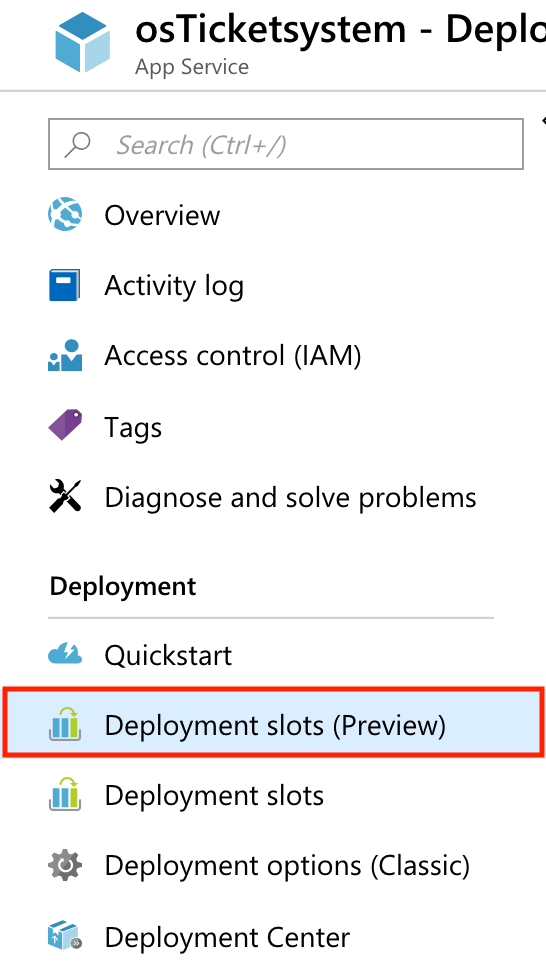 osTicketsystem - Deplo
App Service
Search (Ctrl+/)
Overview
Activity log
Access control (IAM)
Tags
Diagnose and solve problems
Deployment
Quickstart
Deployment slots (Preview)
Deployment slots
Deployment options (Classic)
Deployment Center